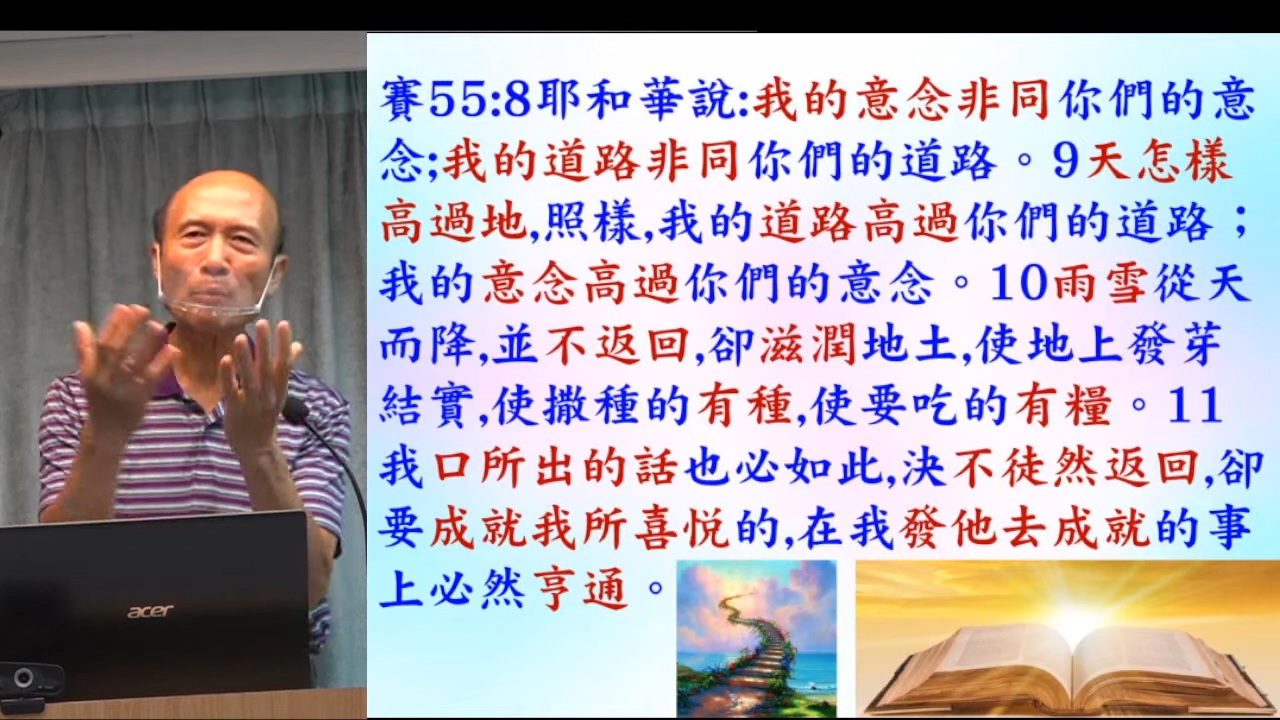 賽55:8耶和華說:我的意念非同你們的意
念;我的道路非同你們的道路。9天怎樣
高過地,照樣,我的道路高過你們的道路；
我的意念高過你們的意念。10雨雪從天
而降,並不返回,卻滋潤地土,使地上發芽
結實,使撒種的有種,使要吃的有糧。11
我口所出的話也必如此,決不徒然返回,卻
要成就我所喜悅的,在我發他去成就的事
上必然亨通。
acer